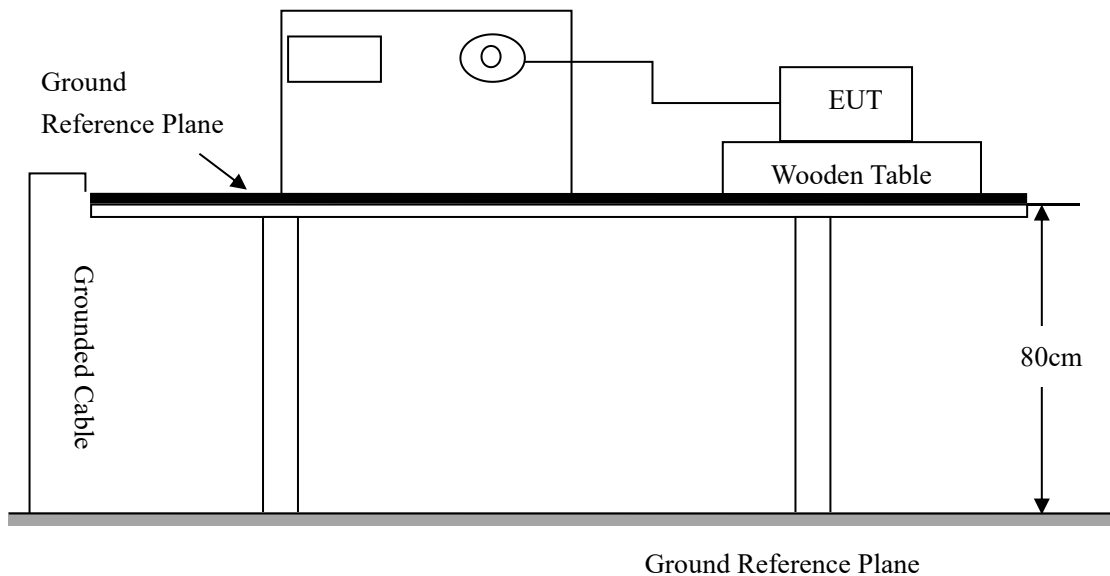 Ground
Reference Plane
EUT
Wooden Table
Grounded Cable
80cm
Ground Reference Plane